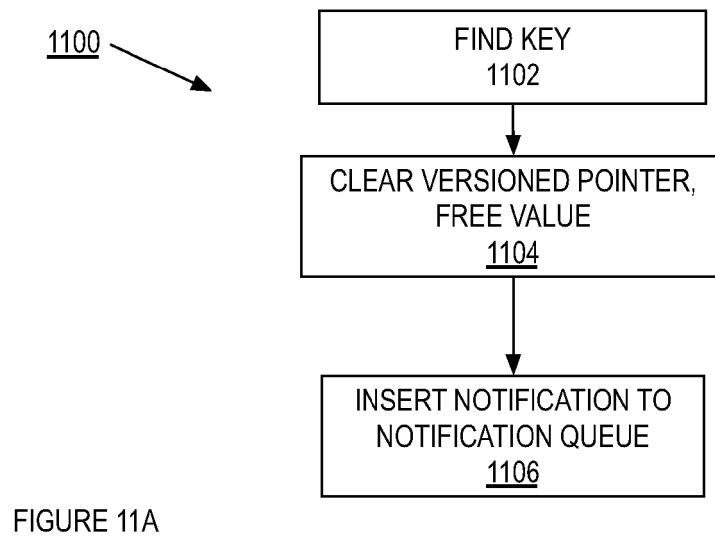 1100
FIND KEY
1102
CLEAR VERSIONED POINTER,
FREE VALUE
1104
INSERT NOTIFICATION TO
NOTIFICATION QUEUE
1106
FIGURE 11A